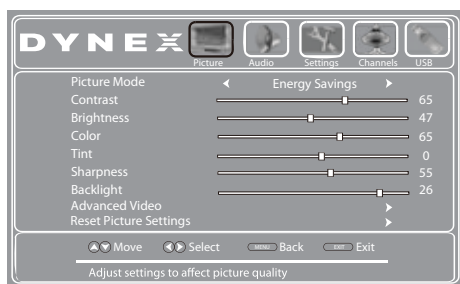 DYNEX
Picture Audio Settings Channels USB
Picture Mode Energy Savings
Contrast 65
Brightness 47
Color 65
Tint 0
Sharpness 55
Backlight 26
Advanced Video
Reset Picture Settings
Move Select MENU Back EXIT Exit
Adjust settings to affect picture quality